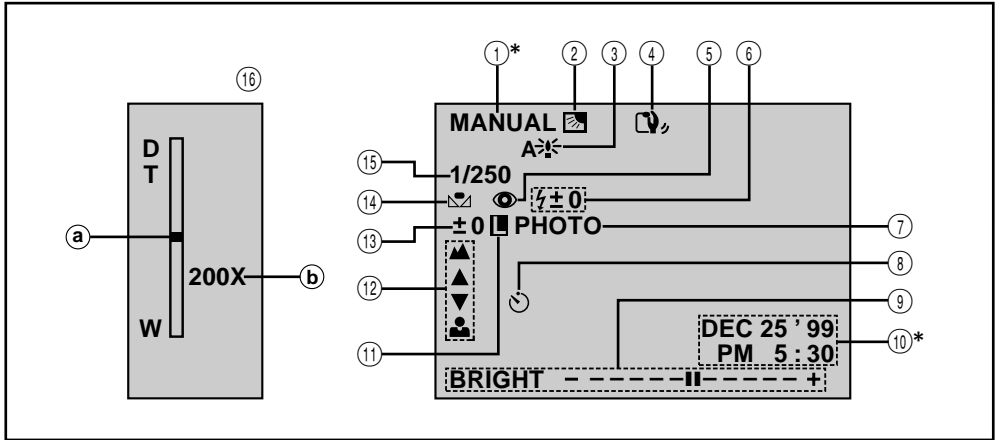 ⑯
D
T
ⓐ
200X ⓑ
W
①* ② ③ ④ ⑤ ⑥
MANUAL
A
⑮ 1/250
⑭ ± 0
⑬ ± 0 PHOTO ⑦
⑫ ⑧
⑨
DEC 25 ' 99
PM 5 : 30 ⑩*
⑪
BRIGHT - - - - - - - - - - - - +